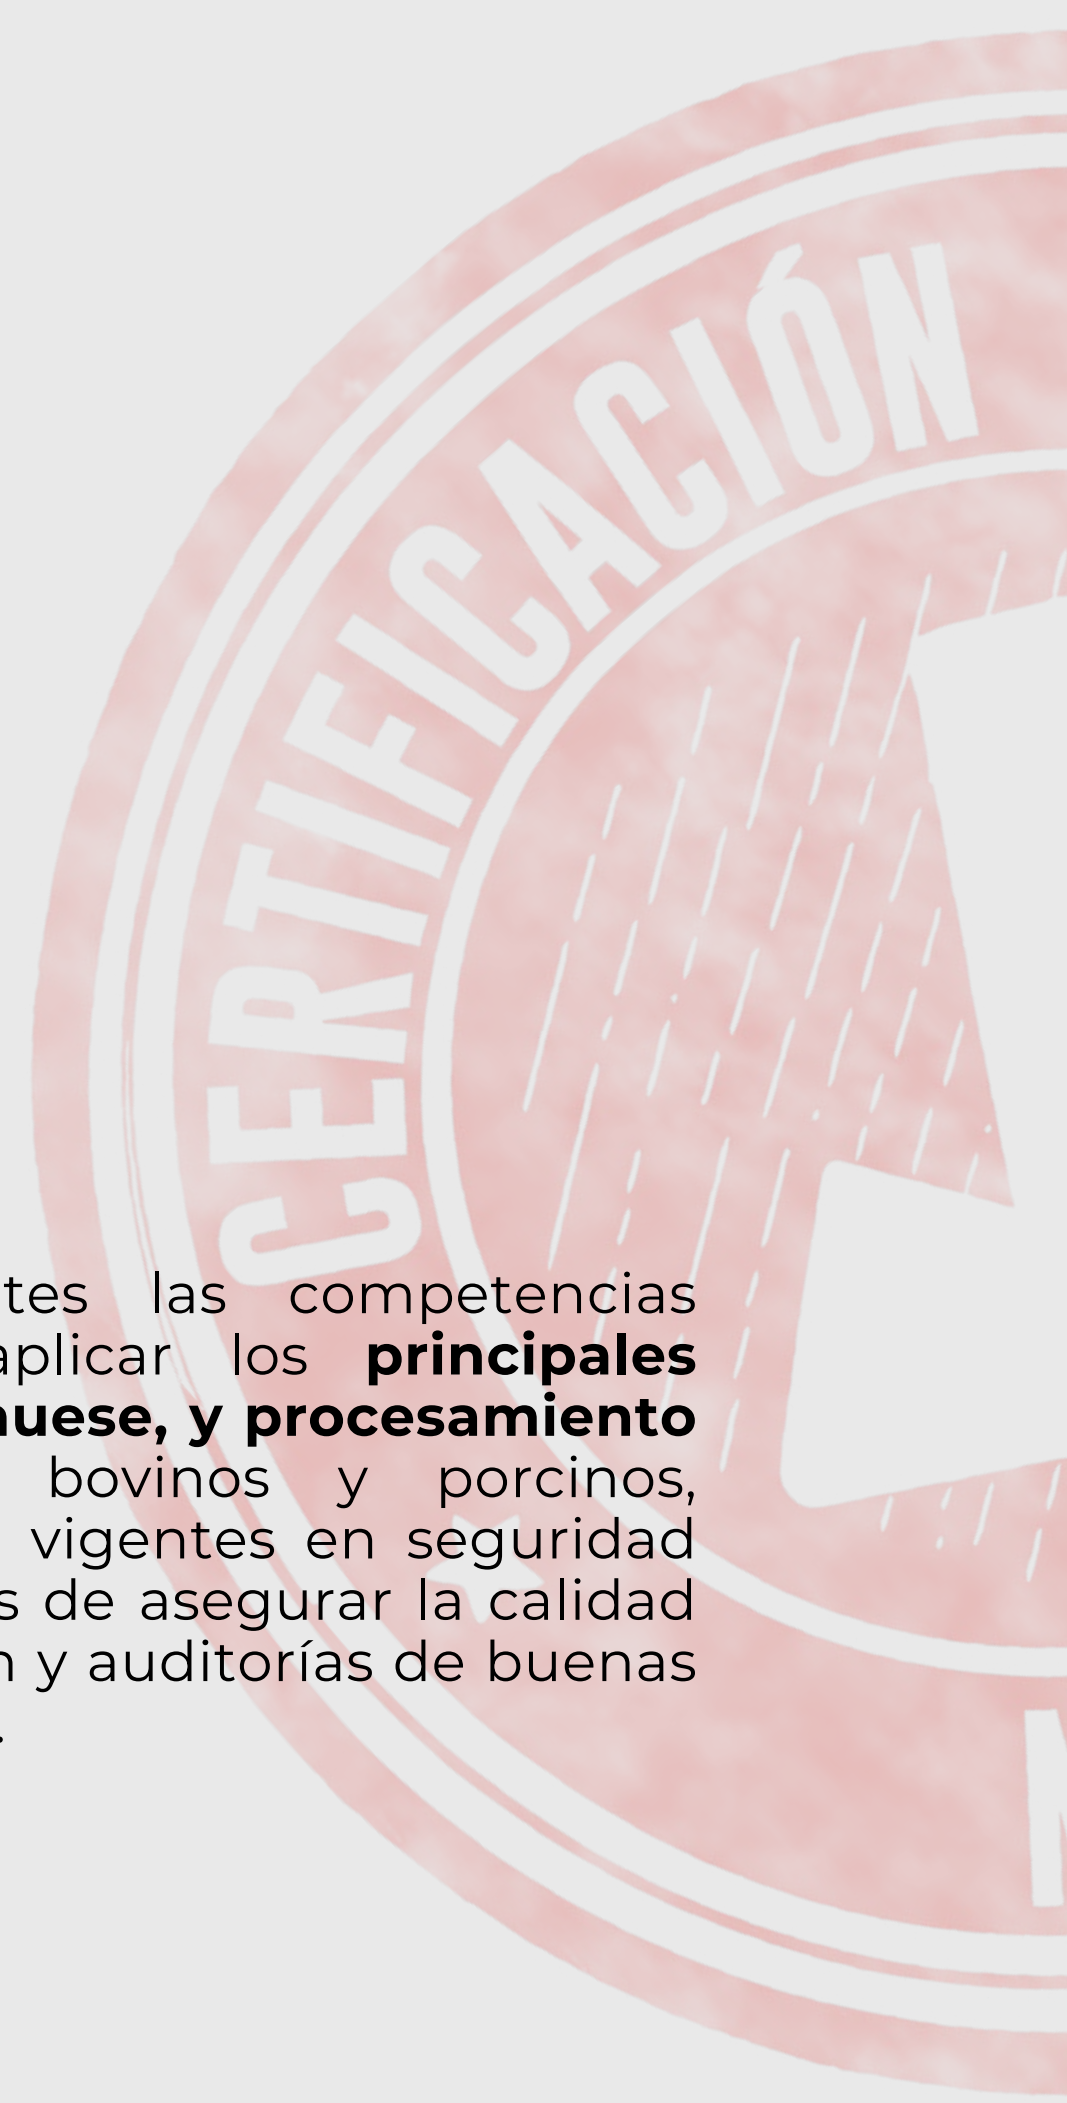 CERTIFICACIÓN
tes las competencias
aplicar los principales
uese, y procesamiento
bovinos y porcinos,
vigentes en seguridad
s de asegurar la calidad
n y auditorías de buenas
.